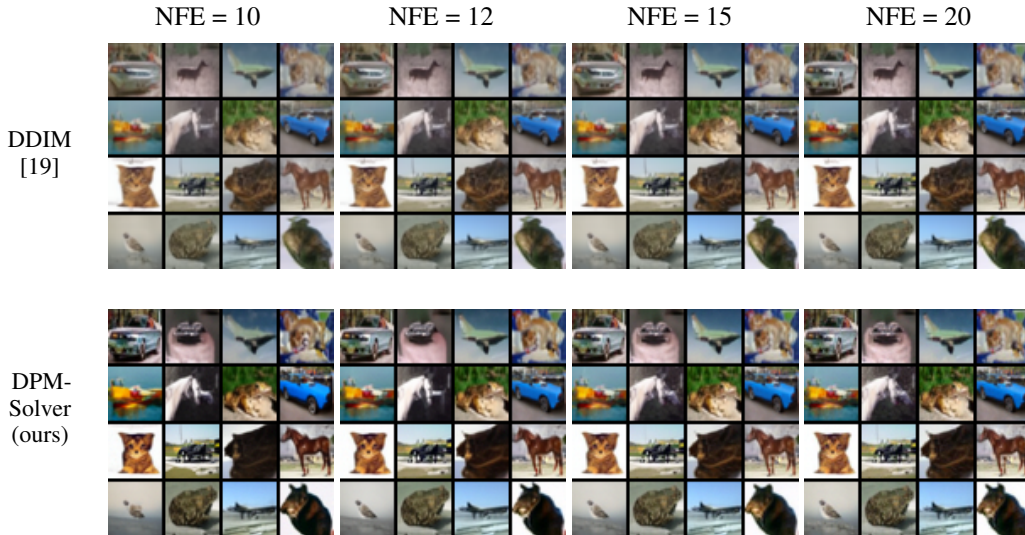 NFE = 10 NFE = 12 NFE = 15 NFE = 20
DDIM
[19]
DPM-
Solver
(ours)